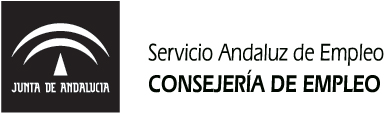 JUNTA DE ANDALUCIA
Servicio Andaluz de Empleo
CONSEJERÍA DE EMPLEO